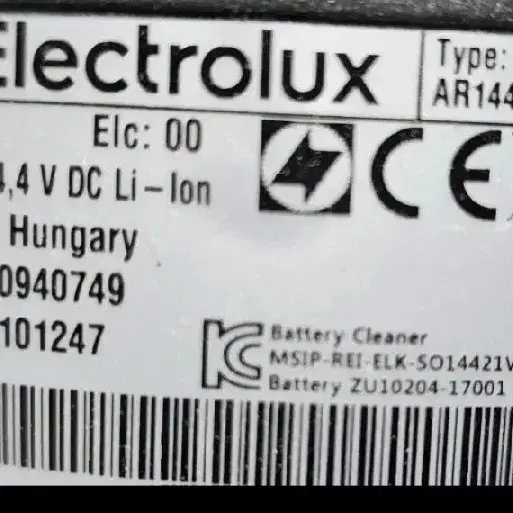 Electrolux
Type:
AR144
Elc: 00
4,4 V DC Li-Ion
CE
Hungary
0940749
101247
Battery Cleaner
MSIP-REI-ELK-SO14421V
Battery ZU10204-17001